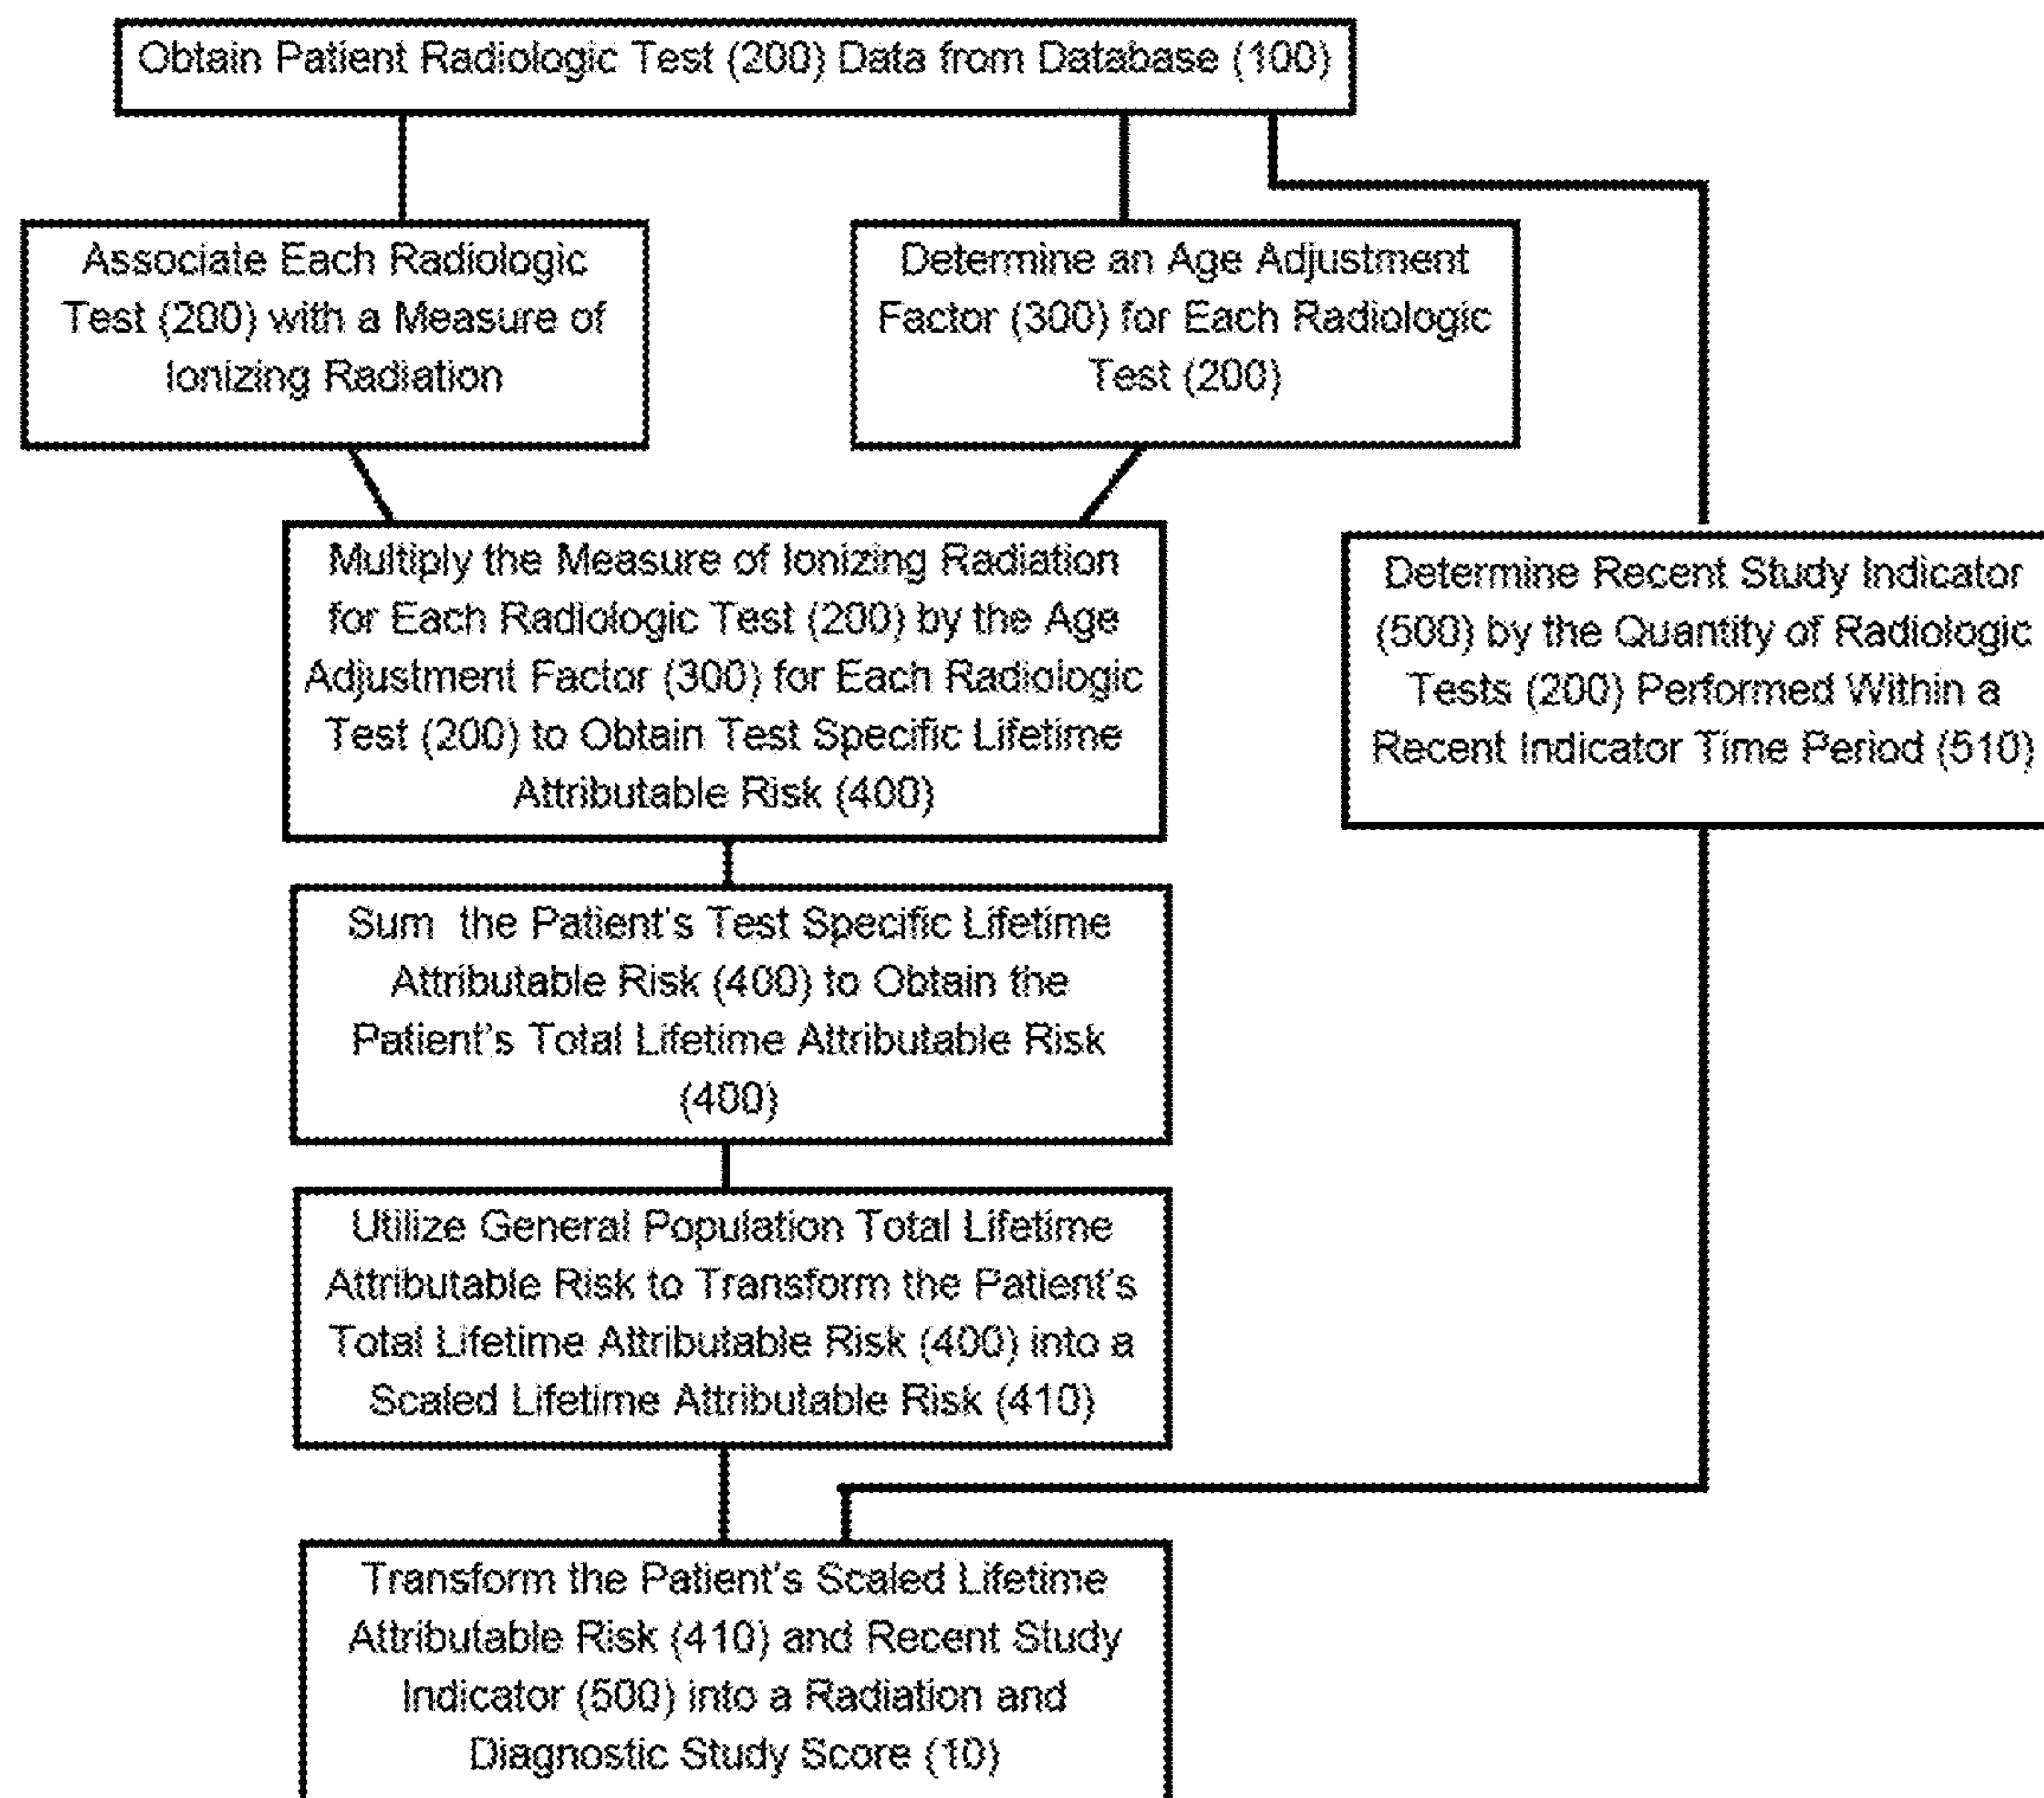 Obtain Patient Radiologic Test (200) Data from Database (100)
Associate Each Radiologic
Test (200) with a Measure of
Ionizing Radiation
Determine an Age Adjustment
Factor (300) for Each Radiologic
Test (200)
Multiply the Measure of Ionizing Radiation
for Each Radiologic Test (200) by the Age
Adjustment Factor (300) for Each Radiologic
Test (200) to Obtain Test Specific Lifetime
Attributable Risk (400)
Determine Recent Study Indicator
(500) by the Quantity of Radiologic
Tests (200) Performed Within a
Recent Indicator Time Period (510)
Sum the Patient's Test Specific Lifetime
Attributable Risk (400) to Obtain the
Patient's Total Lifetime Attributable Risk
(400)
Utilize General Population Total Lifetime
Attributable Risk to Transform the Patient's
Total Lifetime Attributable Risk (400) into a
Scaled Lifetime Attributable Risk (410)
Transform the Patient's Scaled Lifetime
Attributable Risk (410) and Recent Study
Indicator (500) into a Radiation and
Diagnostic Study Score (10)